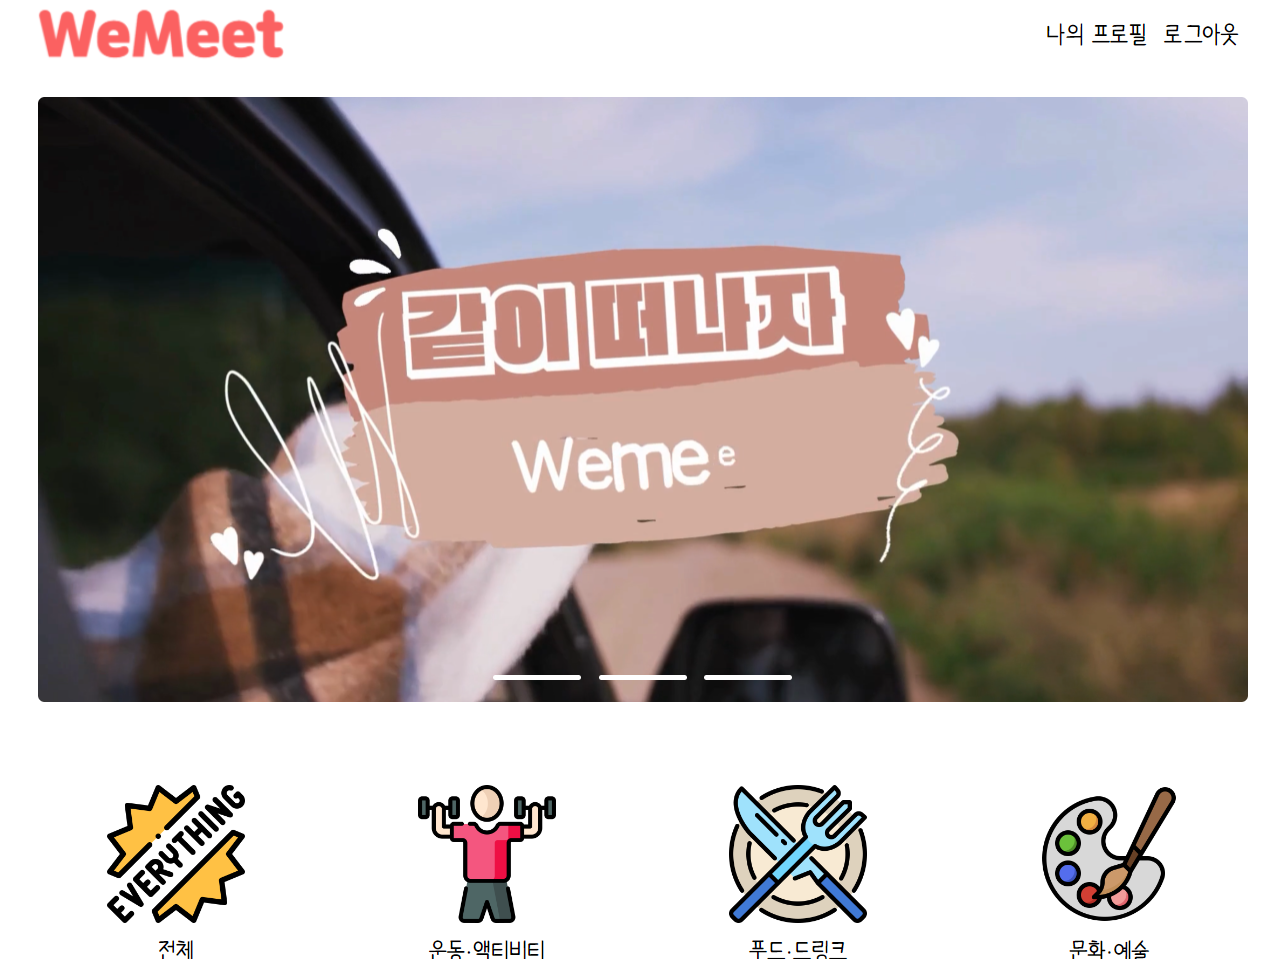 WeMeet
나의 프로필 로그아웃
같이 떠나자
Weme e
EVERYTHING
전체
운동·액티비티
푸드·드링크
문화·예술